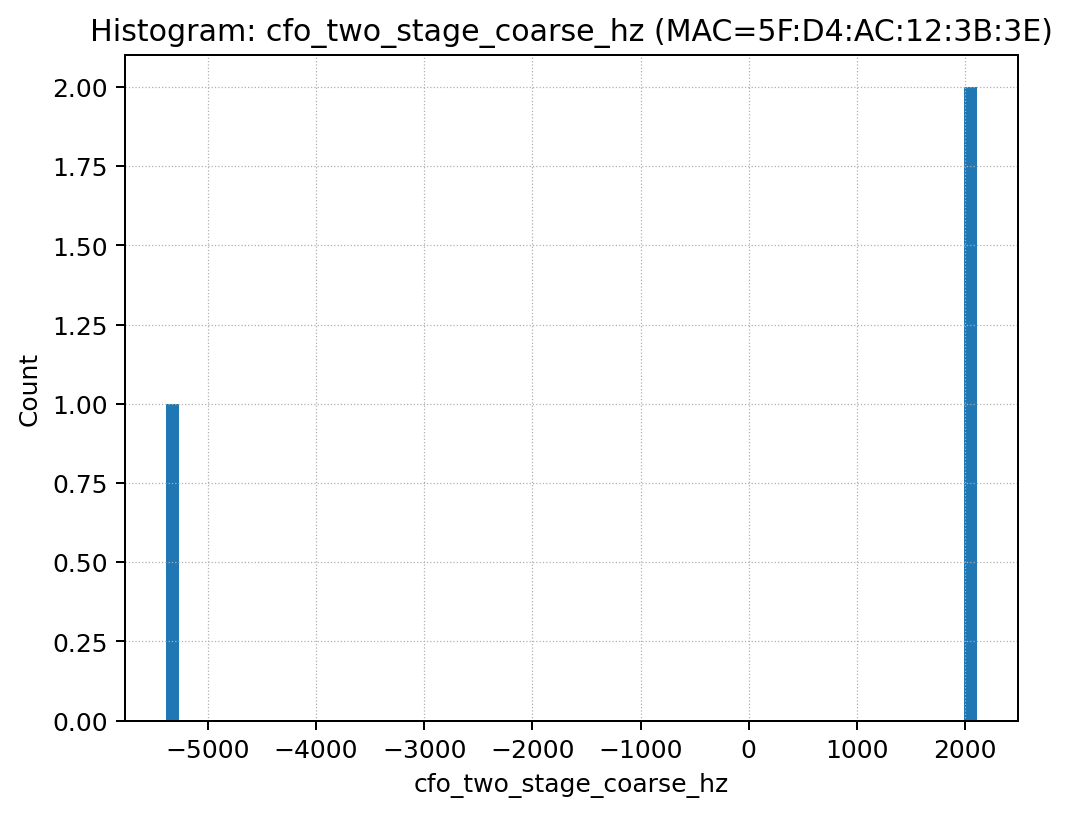 Histogram: cfo_two_stage_coarse_hz (MAC=5F:D4:AC:12:3B:3E)
2.00
1.75
1.50
1.25
1.00
0.75
0.50
0.25
0.00
Count
−5000 −4000 −3000 −2000 −1000 0 1000 2000
cfo_two_stage_coarse_hz